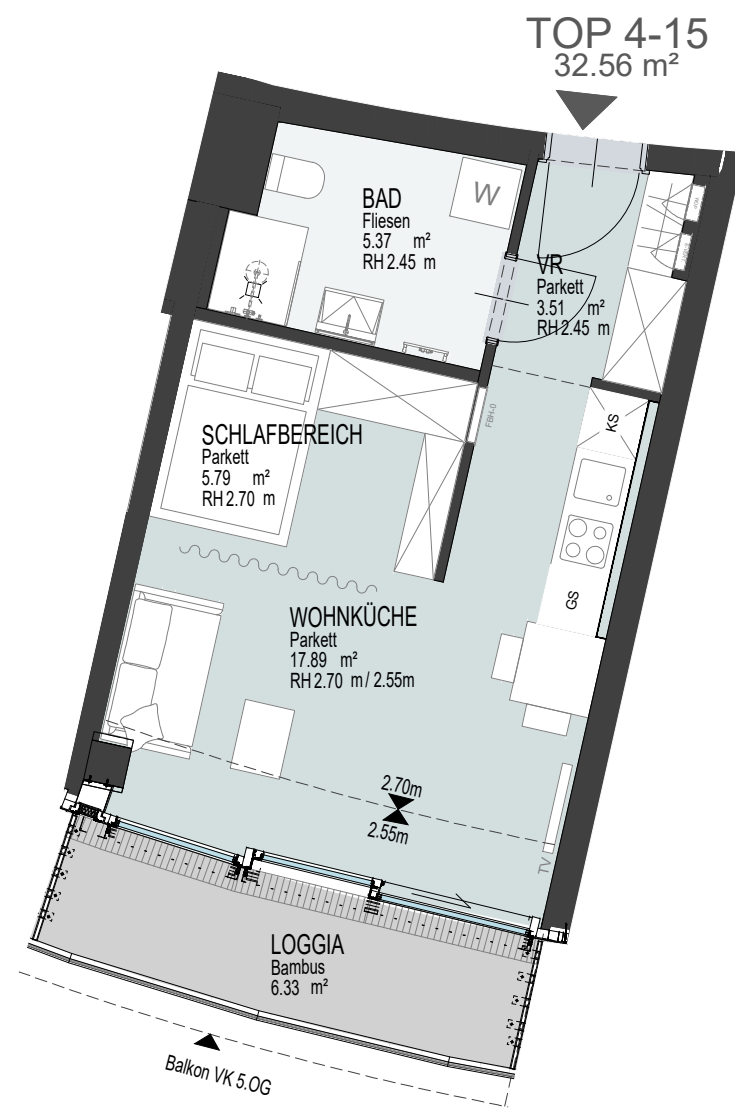 TOP 4-15
32.56 m²
BAD
Fliesen
5.37 m²
RH 2.45 m
W
VR
Parkett
3.51 m²
RH 2.45 m
FBH-0
KS
SCHLAFBEREICH
Parkett
5.79 m²
RH 2.70 m
GS
WOHNKÜCHE
Parkett
17.89 m²
RH 2.70 m / 2.55m
2.70m
2.55m
TV
LOGGIA
Bambus
6.33 m²
Balkon VK 5.OG